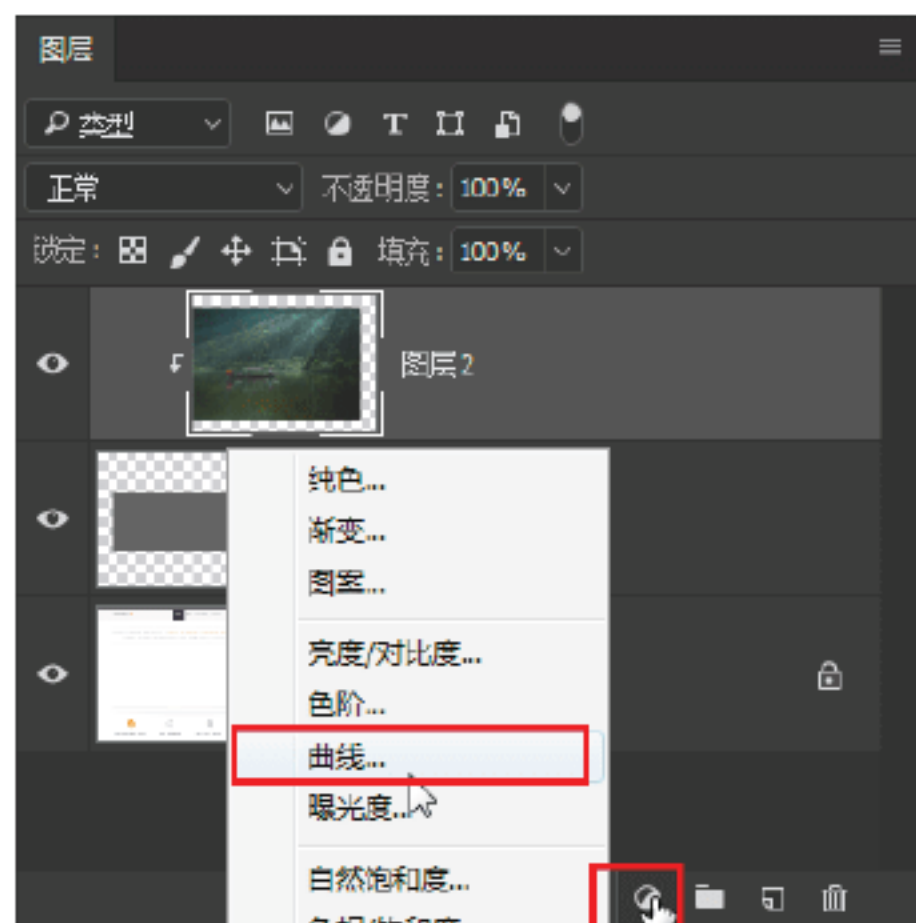 图层
类型
正常 不透明度: 100%
锁定: 填充: 100%
图层 2
纯色...
渐变...
图案...
亮度/对比度...
色阶...
曲线...
曝光度...
自然饱和度...